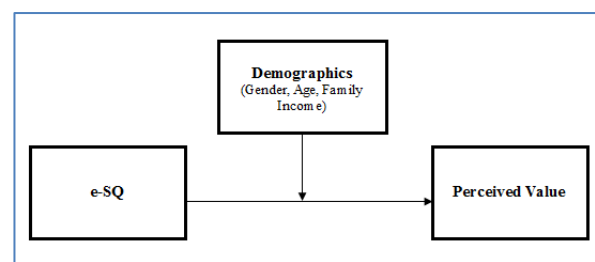 Demographics
(Gender, Age, Family
Income)
e-SQ
Perceived Value